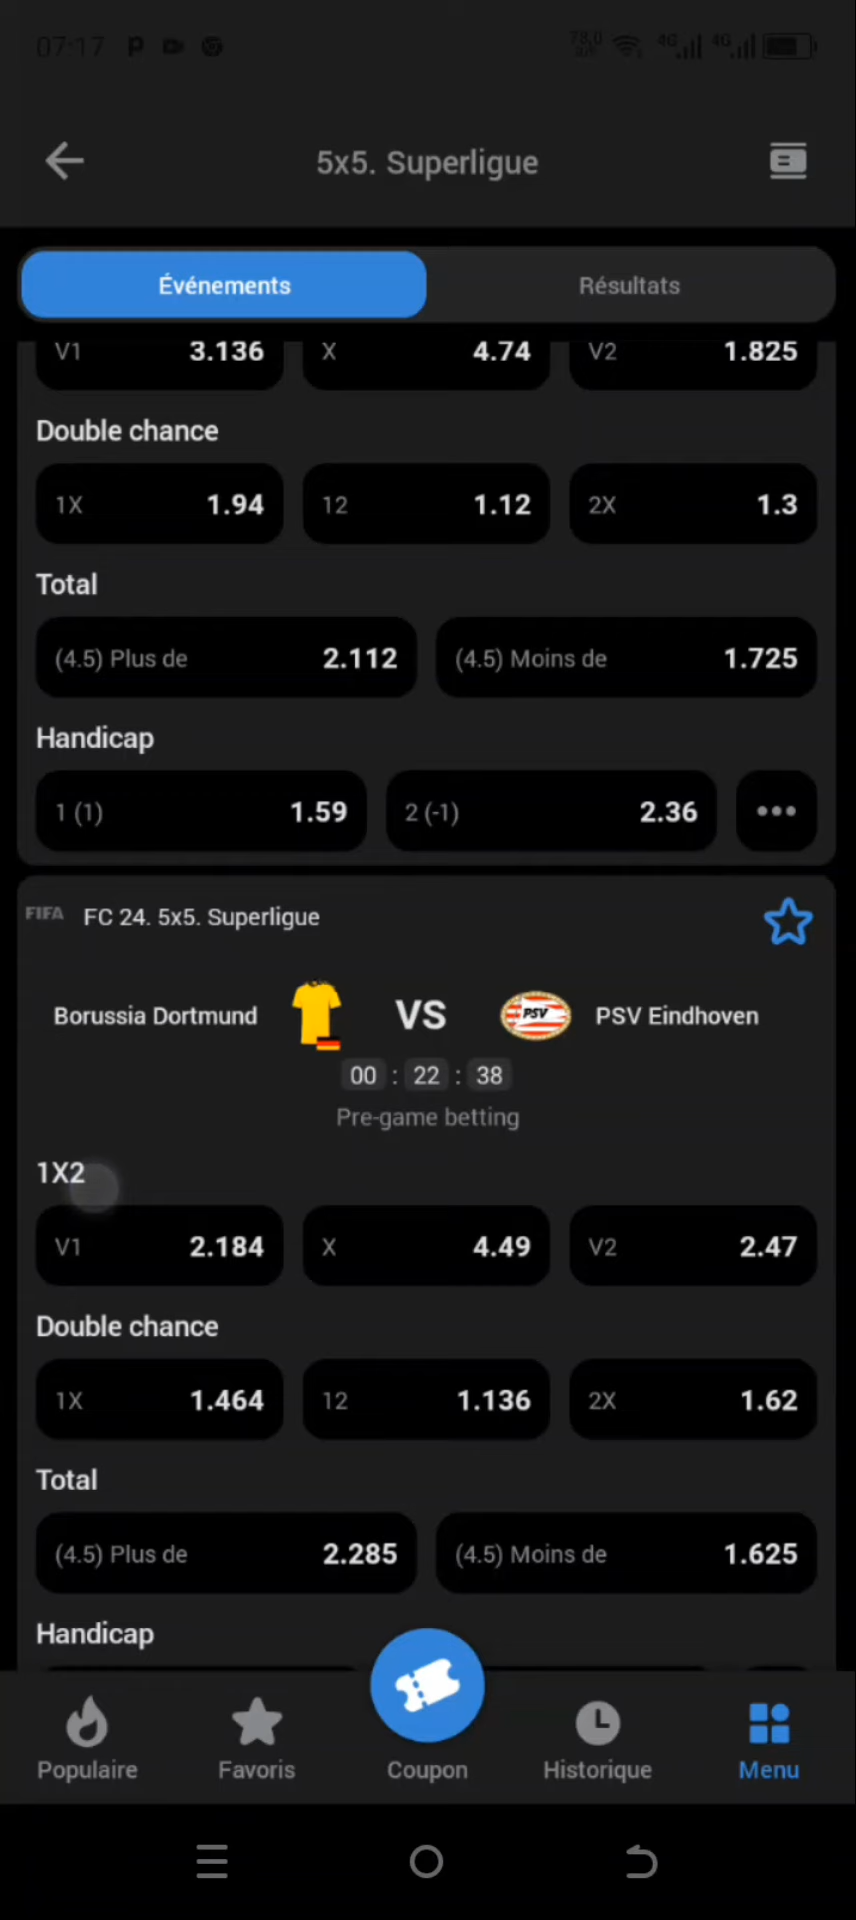 07:17
78,0
4G 4G
5x5. Superligue
Événements Résultats
V1 3.136 X 4.74 V2 1.825
Double chance
1X 1.94 12 1.12 2X 1.3
Total
(4.5) Plus de 2.112 (4.5) Moins de 1.725
Handicap
1 (1) 1.59 2 (-1) 2.36
FIFA FC 24. 5x5. Superligue
Borussia Dortmund VS PSV PSV Eindhoven
00 : 22 : 38
Pre-game betting
1X2
V1 2.184 X 4.49 V2 2.47
Double chance
1X 1.464 12 1.136 2X 1.62
Total
(4.5) Plus de 2.285 (4.5) Moins de 1.625
Handicap
Populaire Favoris Coupon Historique Menu